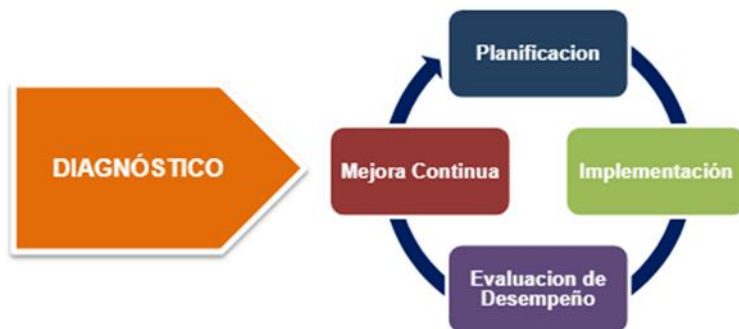 DIAGNÓSTICO
Planificacion
Mejora Continua
Implementación
Evaluacion de
Desempeño